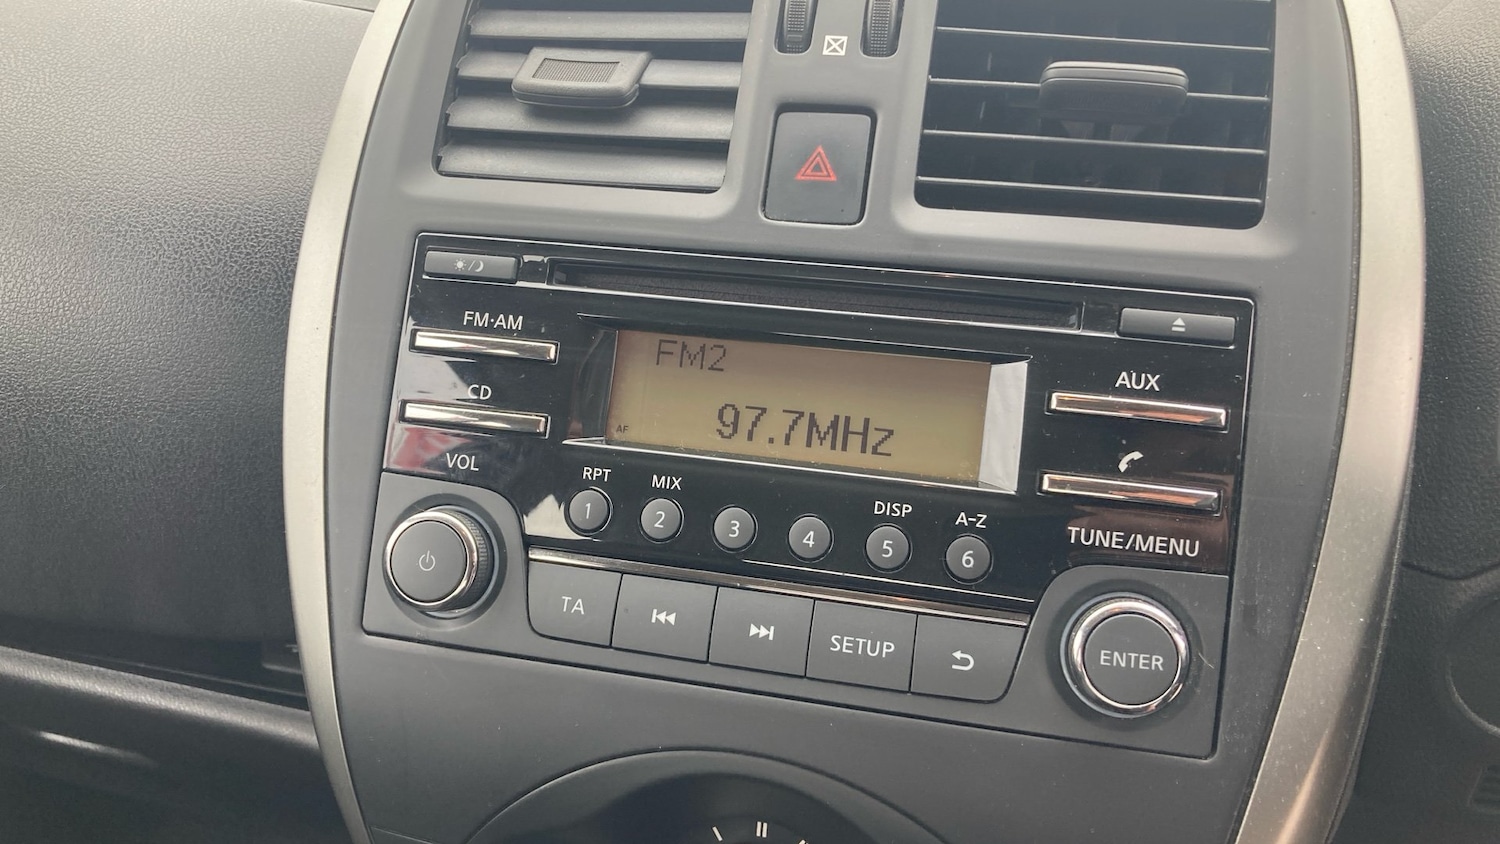 FM·AM
CD
VOL
FM2
AF
97.7MHz
AUX
TUNE/MENU
RPT
MIX
DISP
A-Z
1
2
3
4
5
6
TA
SETUP
ENTER